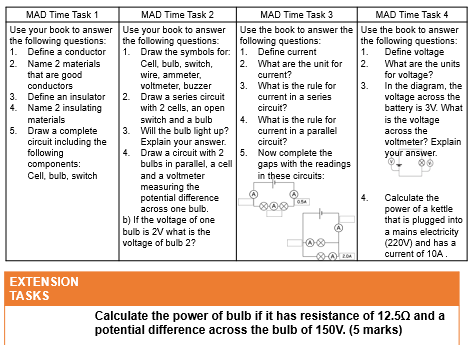 MAD Time Task 1
Use your book to answer
the following questions:
1. Define a conductor
2. Name 2 materials
that are good
conductors
3. Define an insulator
4. Name 2 insulating
materials
5. Draw a complete
circuit including the
following
components:
Cell, bulb, switch
MAD Time Task 2
Use your book to answer
the following questions:
1. Draw the symbols for:
Cell, bulb, switch,
wire, ammeter,
voltmeter, buzzer
2. Draw a series circuit
with 2 cells, an open
switch and a bulb
3. Will the bulb light up?
Explain your answer.
4. Draw a circuit with 2
bulbs in parallel, a cell
and a voltmeter
measuring the
potential difference
across one bulb.
b) If the voltage of one
bulb is 2V what is the
voltage of bulb 2?
MAD Time Task 3
Use the book to answer the
following questions:
1. Define current
2. What are the unit for
current?
3. What is the rule for
current in a series
circuit?
4. What is the rule for
current in a parallel
circuit?
5. Now complete the
gaps with the readings
in these circuits:
A
A
0.5A
A
A
A
2.0A
MAD Time Task 4
Use the book to answer
the following questions:
1. Define voltage
2. What are the units
for voltage?
3. In the diagram, the
voltage across the
battery is 3V. What
is the voltage
across the
voltmeter? Explain
your answer.
V
4. Calculate the
power of a kettle
that is plugged into
a mains electricity
(220V) and has a
current of 10A .
EXTENSION
TASKS
Calculate the power of bulb if it has resistance of 12.5Ω and a
potential difference across the bulb of 150V. (5 marks)